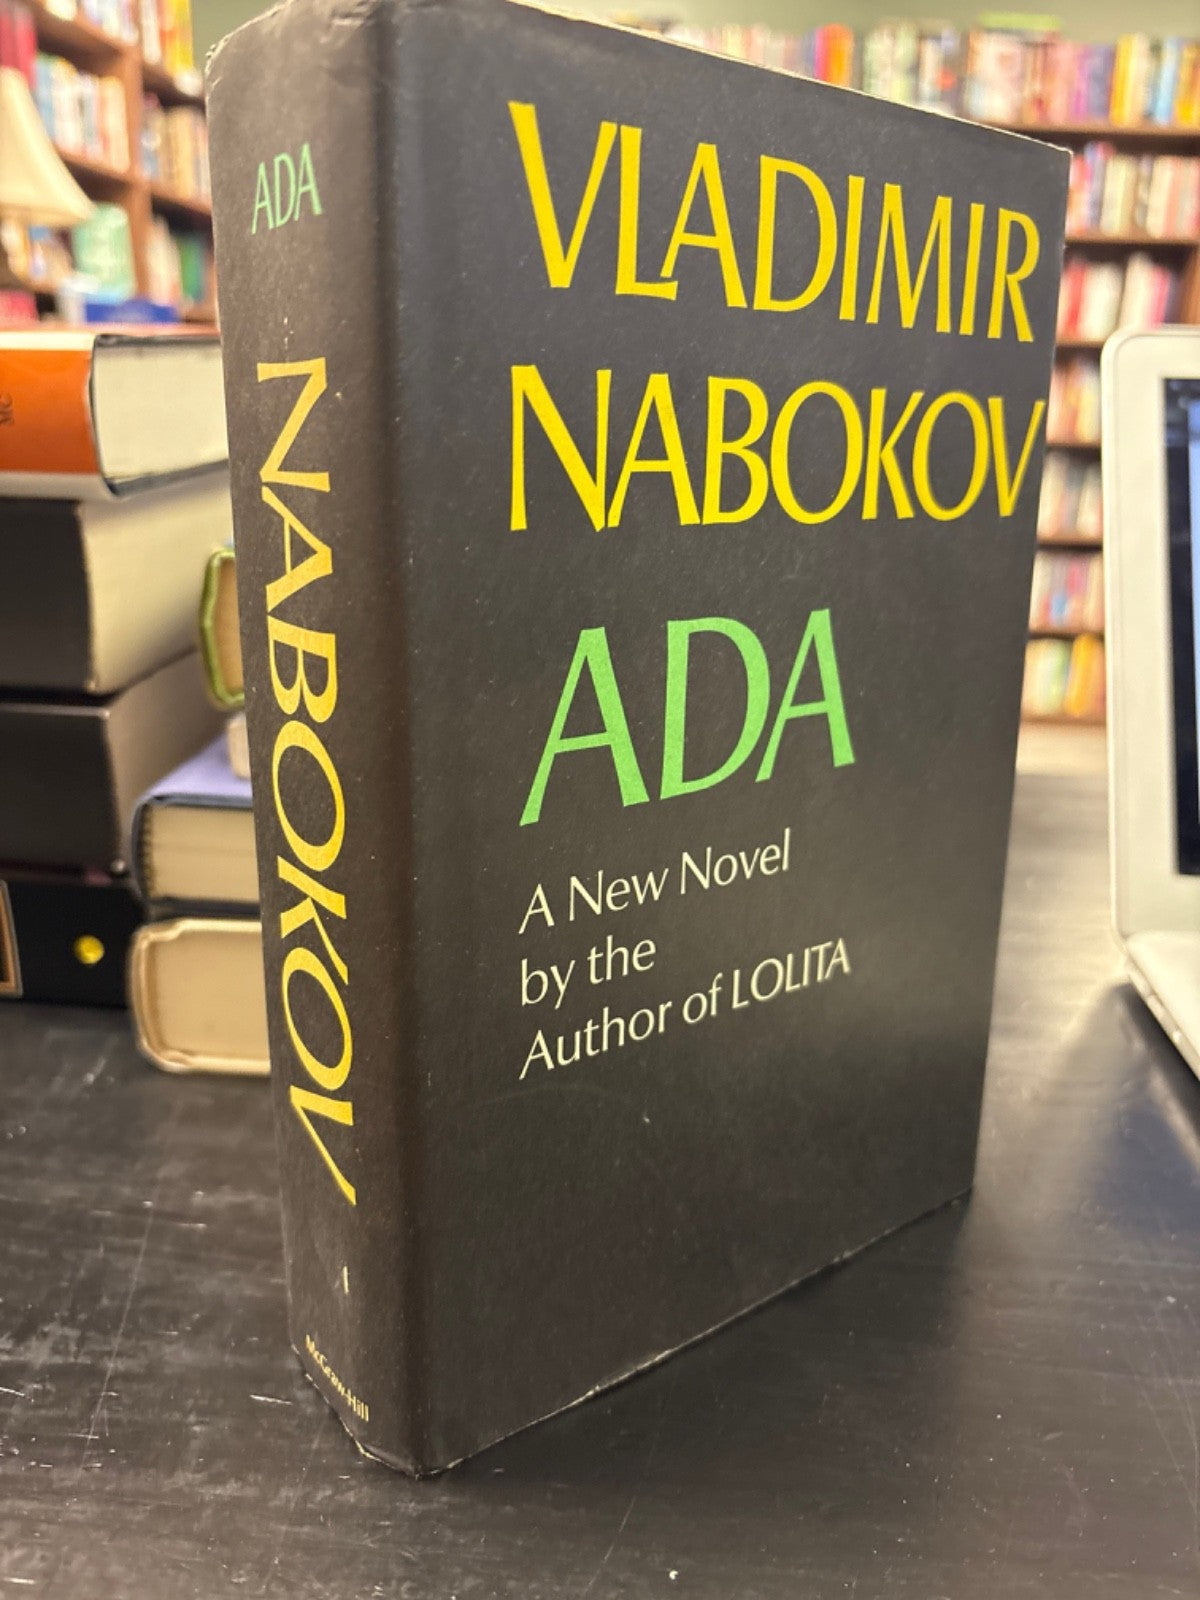 ADA
NABOKOV
McGraw-Hill
VLADIMIR
NABOKOV
ADA
A New Novel
by the
Author of LOLITA